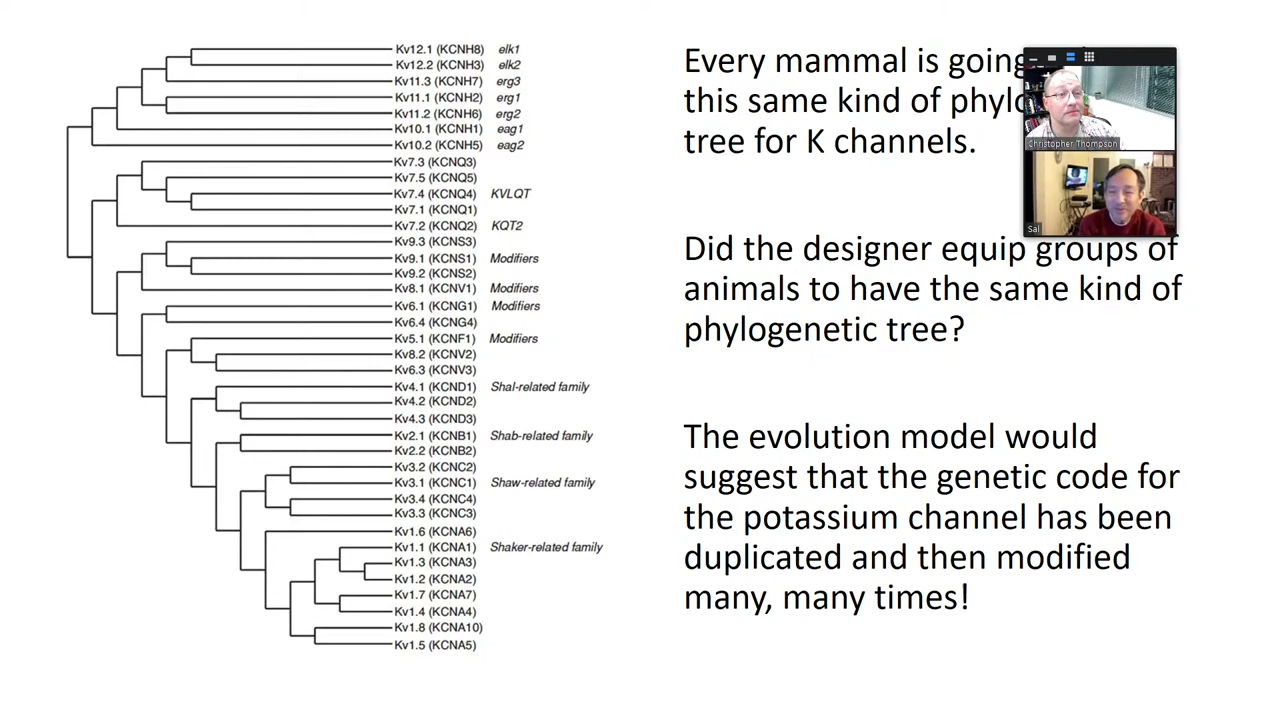 Kv12.1 (KCNH8) elk1
Kv12.2 (KCNH3) elk2
Kv11.3 (KCNH7) erg3
Kv11.1 (KCNH2) erg1
Kv11.2 (KCNH6) erg2
Kv10.1 (KCNH1) eag1
Kv10.2 (KCNH5) eag2
Kv7.3 (KCNQ3)
Kv7.5 (KCNQ5)
Kv7.4 (KCNQ4) KVLQT
Kv7.1 (KCNQ1)
Kv7.2 (KCNQ2) KQT2
Kv9.3 (KCNS3)
Kv9.1 (KCNS1) Modifiers
Kv9.2 (KCNS2)
Kv8.1 (KCNV1) Modifiers
Kv6.1 (KCNG1) Modifiers
Kv6.4 (KCNG4)
Kv5.1 (KCNF1) Modifiers
Kv8.2 (KCNV2)
Kv6.3 (KCNV3)
Kv4.1 (KCND1) Shal-related family
Kv4.2 (KCND2)
Kv4.3 (KCND3)
Kv2.1 (KCNB1) Shab-related family
Kv2.2 (KCNB2)
Kv3.2 (KCNC2)
Kv3.1 (KCNC1) Shaw-related family
Kv3.4 (KCNC4)
Kv3.3 (KCNC3)
Kv1.6 (KCNA6)
Kv1.1 (KCNA1) Shaker-related family
Kv1.3 (KCNA3)
Kv1.2 (KCNA2)
Kv1.7 (KCNA7)
Kv1.4 (KCNA4)
Kv1.8 (KCNA10)
Kv1.5 (KCNA5)
Every mammal is going
this same kind of
tree for K channels.
Did the designer equip groups of
animals to have the same kind of
phylogenetic tree?
The evolution model would
suggest that the genetic code for
the potassium channel has been
duplicated and then modified
many, many times!
Christopher Thompson
Sal